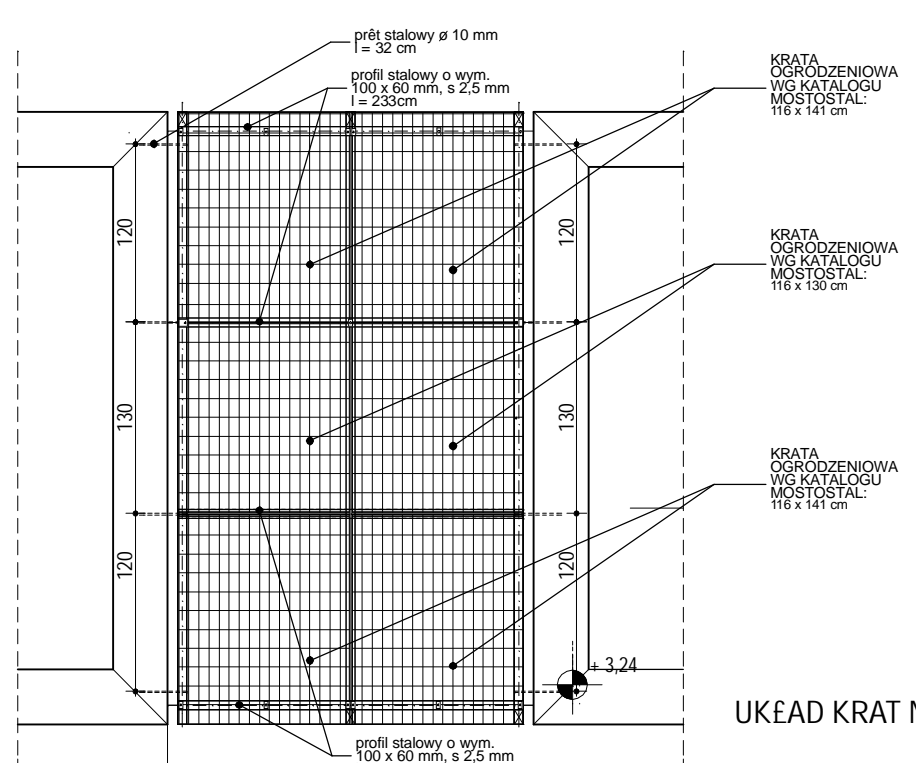 prêt stalowy ø 10 mm
l = 32 cm
profil stalowy o wym.
100 x 60 mm, s 2,5 mm
l = 233cm
KRATA
OGRODZENIOWA
WG KATALOGU
MOSTOSTAL:
116 x 141 cm
120
120
KRATA
OGRODZENIOWA
WG KATALOGU
MOSTOSTAL:
116 x 130 cm
130
130
KRATA
OGRODZENIOWA
WG KATALOGU
MOSTOSTAL:
116 x 141 cm
120
120
+ 3,24
UK£AD KRAT N
profil stalowy o wym.
100 x 60 mm, s 2,5 mm